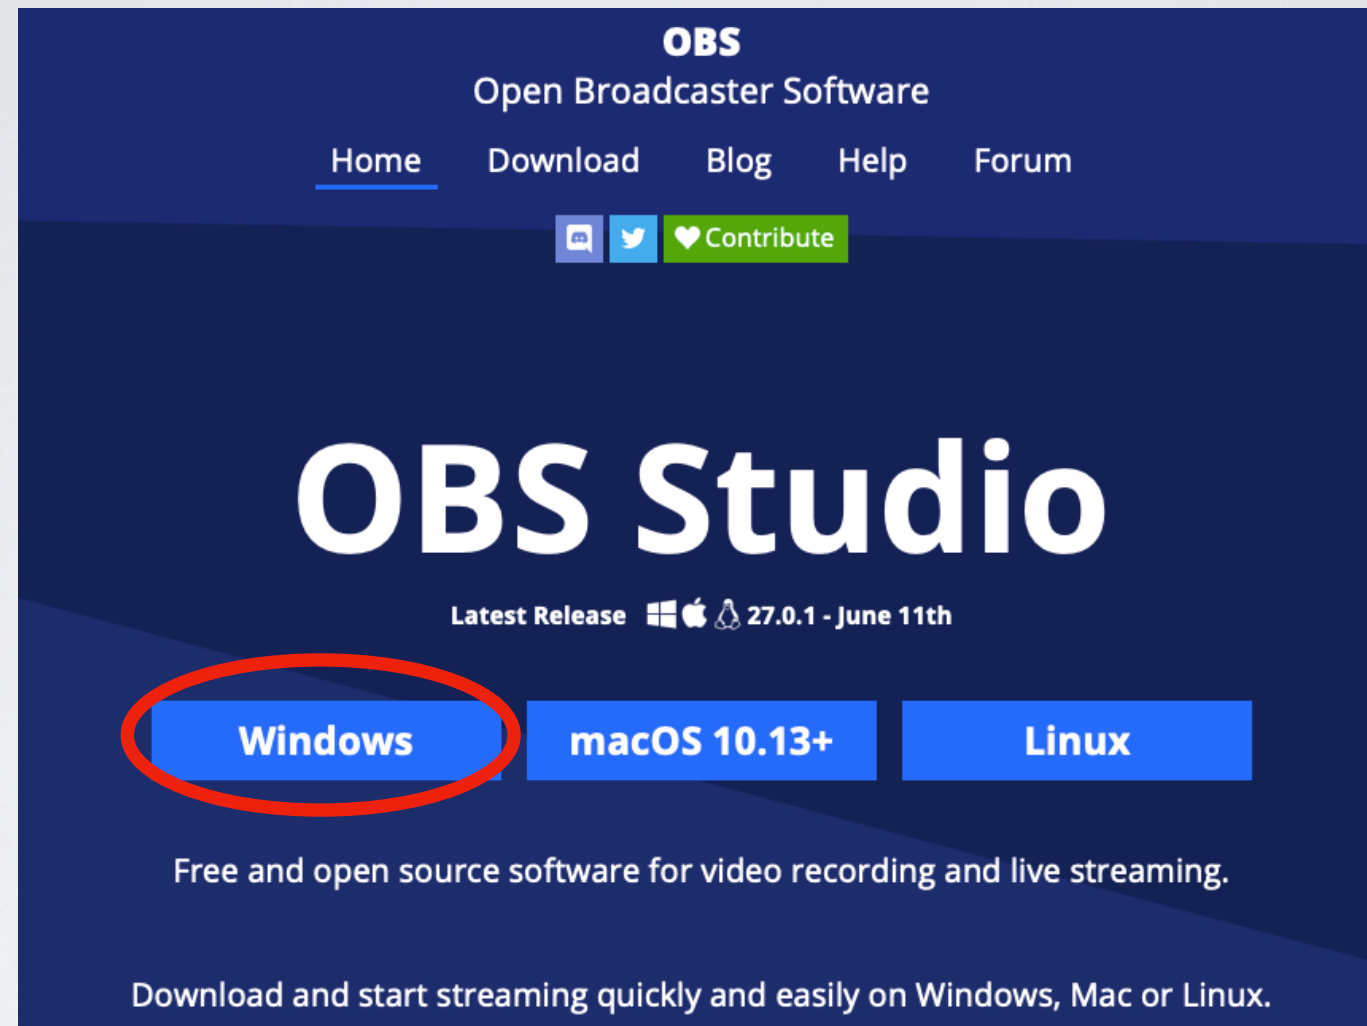 OBS
Open Broadcaster Software
Home Download Blog Help Forum
Contribute
OBS Studio
Latest Release 27.0.1 - June 11th
Windows macOS 10.13+ Linux
Free and open source software for video recording and live streaming.
Download and start streaming quickly and easily on Windows, Mac or Linux.